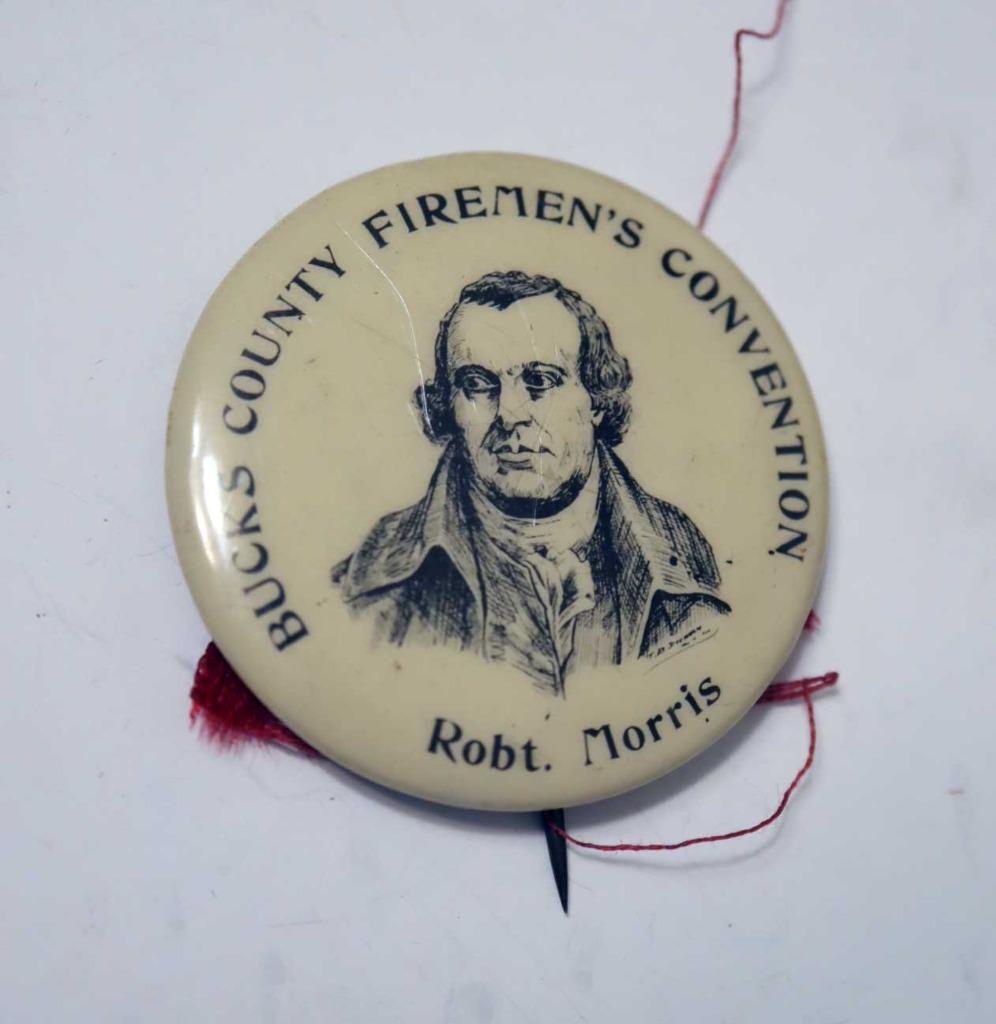 BUCKS COUNTY FIREMEN'S CONVENTION
Robt. Morris